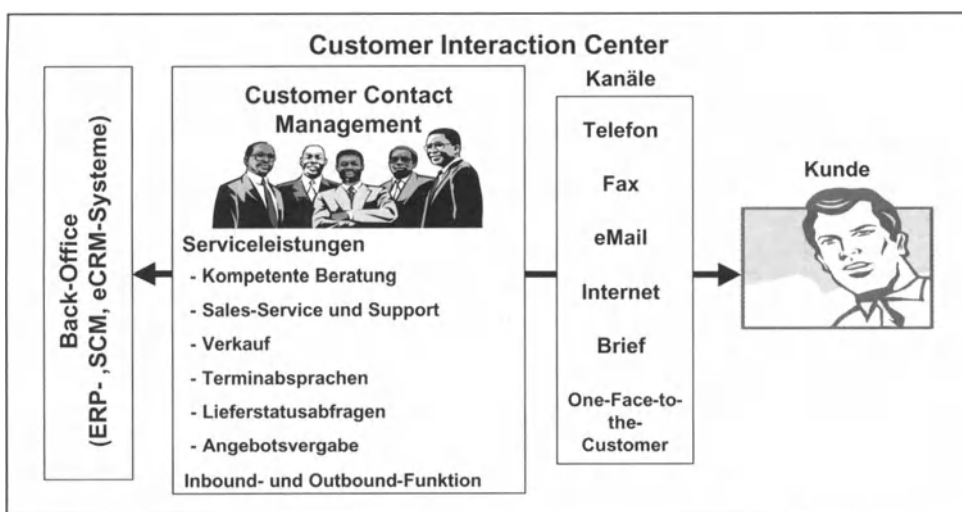 Customer Interaction Center
Back-Office
(ERP- ,SCM, eCRM-Systeme)
Customer Contact
Management
Serviceleistungen
- Kompetente Beratung
- Sales-Service und Support
- Verkauf
- Terminabsprachen
- Lieferstatusabfragen
- Angebotsvergabe
Inbound- und Outbound-Funktion
Kanäle
Telefon
Fax
eMail
Internet
Brief
One-Face-to-
the-
Customer
Kunde